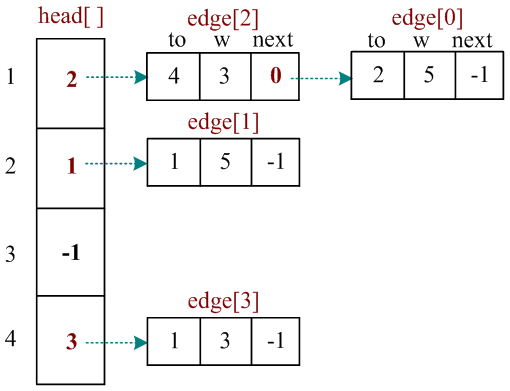 head[ ] edge[2] edge[0]
to w next to w next
1 2 4 3 0 2 5 -1
edge[1]
2 1 1 5 -1
3 -1
edge[3]
4 3 1 3 -1